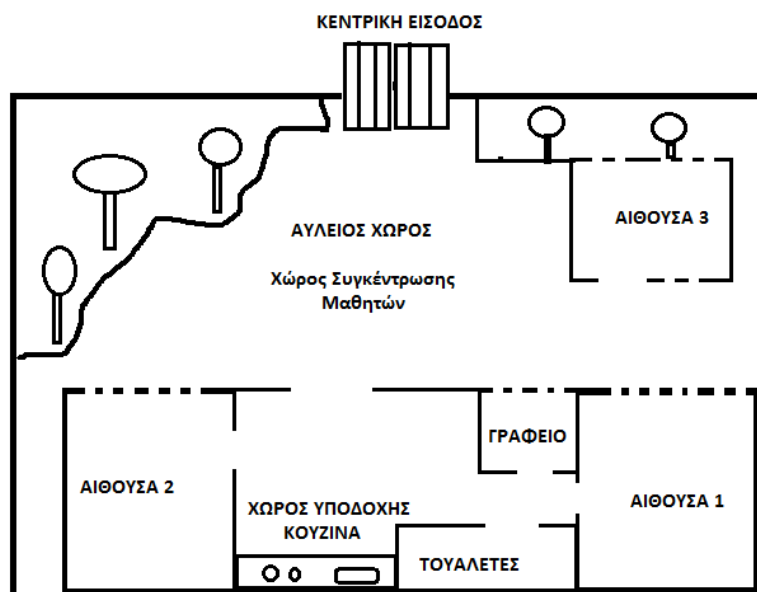 ΚΕΝΤΡΙΚΗ ΕΙΣΟΔΟΣ
ΑΙΘΟΥΣΑ 3
ΑΥΛΕΙΟΣ ΧΩΡΟΣ
Χώρος Συγκέντρωσης
Μαθητών
ΓΡΑΦΕΙΟ
ΑΙΘΟΥΣΑ 2
ΑΙΘΟΥΣΑ 1
ΧΩΡΟΣ ΥΠΟΔΟΧΗΣ
ΚΟΥΖΙΝΑ
ΤΟΥΑΛΕΤΕΣ